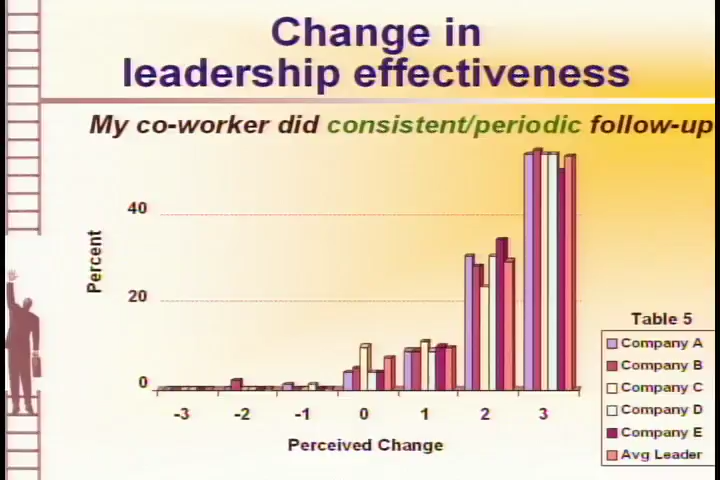 Change in
leadership effectiveness
My co-worker did consistent/periodic follow-up
40
20
0
Percent
-3 -2 -1 0 1 2 3
Perceived Change
Table 5
Company A
Company B
Company C
Company D
Company E
Avg Leader